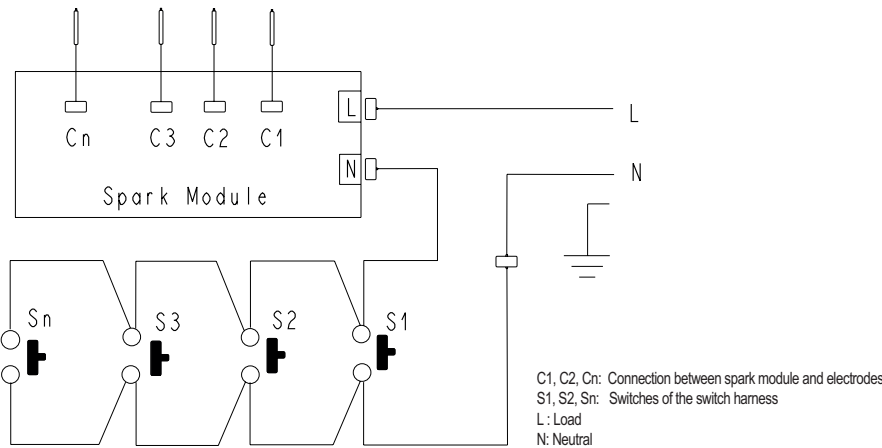 L
Cn C3 C2 C1
N
Spark Module
L
N
Sn S3 S2 S1
C1, C2, Cn: Connection between spark module and electrodes
S1, S2, Sn: Switches of the switch harness
L : Load
N: Neutral